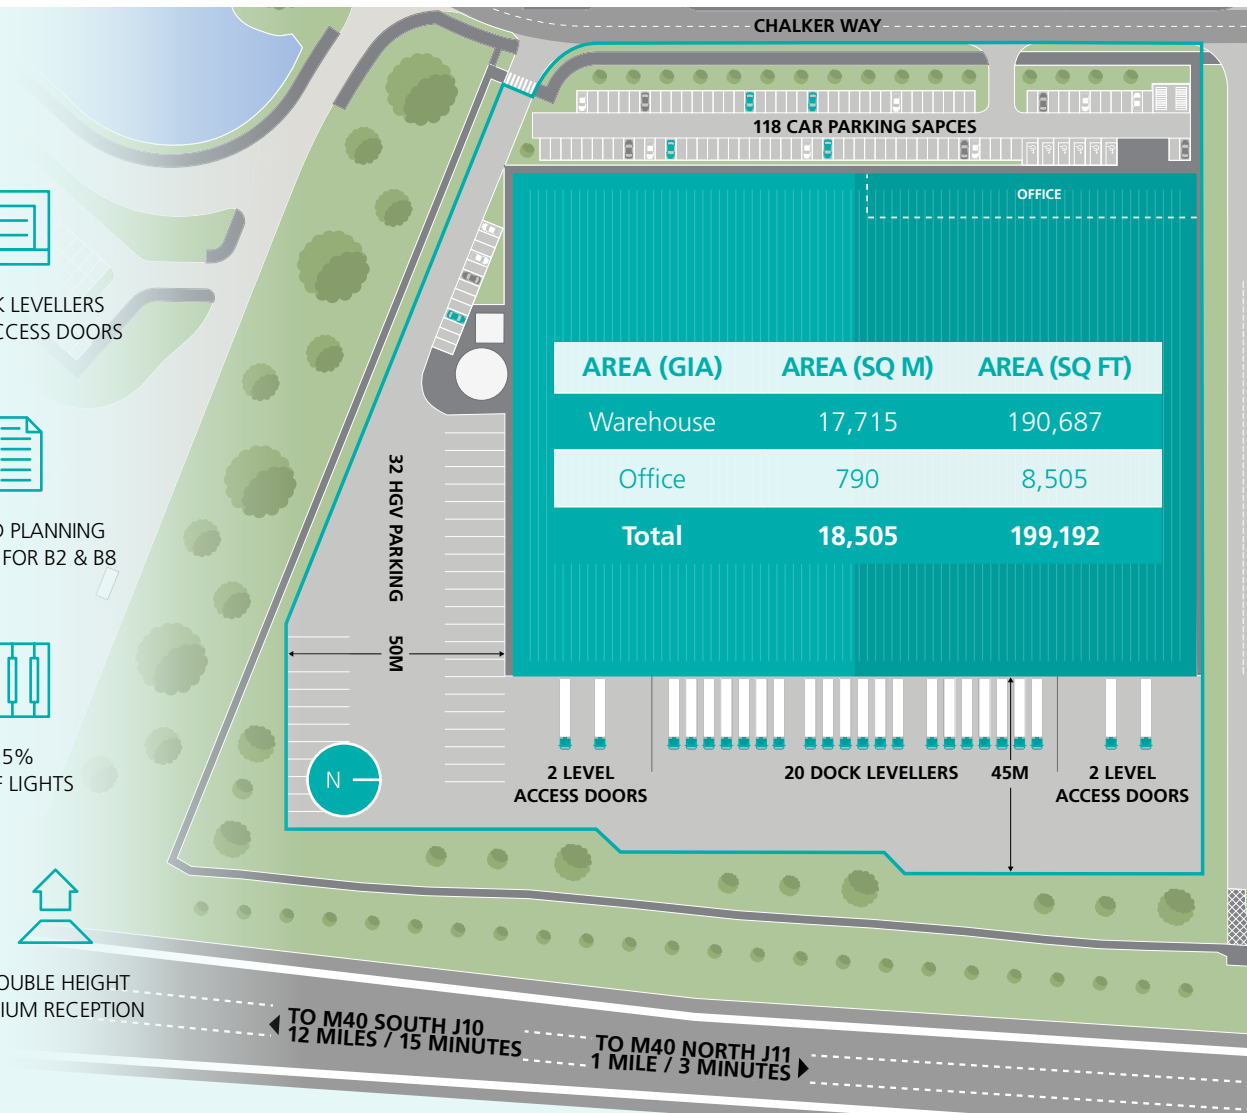 CHALKER WAY
118 CAR PARKING SAPCES
OFFICE
K LEVELLERS
CCESS DOORS
AREA (GIA) AREA (SQ M) AREA (SQ FT)
Warehouse 17,715 190,687
Office 790 8,505
Total 18,505 199,192
32 HGV PARKING
50M
PLANNING
FOR B2 & B8
5%
LIGHTS
N
2 LEVEL
ACCESS DOORS
20 DOCK LEVELLERS
45M
2 LEVEL
ACCESS DOORS
OUBLE HEIGHT
IUM RECEPTION
TO M40 SOUTH J10
12 MILES / 15 MINUTES
TO M40 NORTH J11
1 MILE / 3 MINUTES